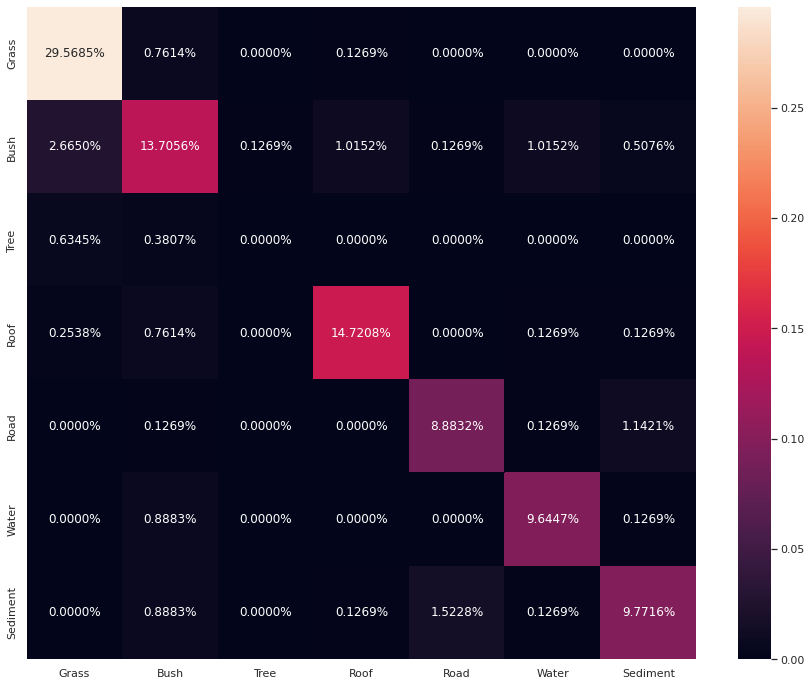 Grass 29.5685% 0.7614% 0.0000% 0.1269% 0.0000% 0.0000% 0.0000%
Bush 2.6650% 13.7056% 0.1269% 1.0152% 0.1269% 1.0152% 0.5076%
Tree 0.6345% 0.3807% 0.0000% 0.0000% 0.0000% 0.0000% 0.0000%
Roof 0.2538% 0.7614% 0.0000% 14.7208% 0.0000% 0.1269% 0.1269%
Road 0.0000% 0.1269% 0.0000% 0.0000% 8.8832% 0.1269% 1.1421%
Water 0.0000% 0.8883% 0.0000% 0.0000% 0.0000% 9.6447% 0.1269%
Sediment 0.0000% 0.8883% 0.0000% 0.1269% 1.5228% 0.1269% 9.7716%
Grass Bush Tree Roof Road Water Sediment
0.25
0.20
0.15
0.10
0.05
0.00